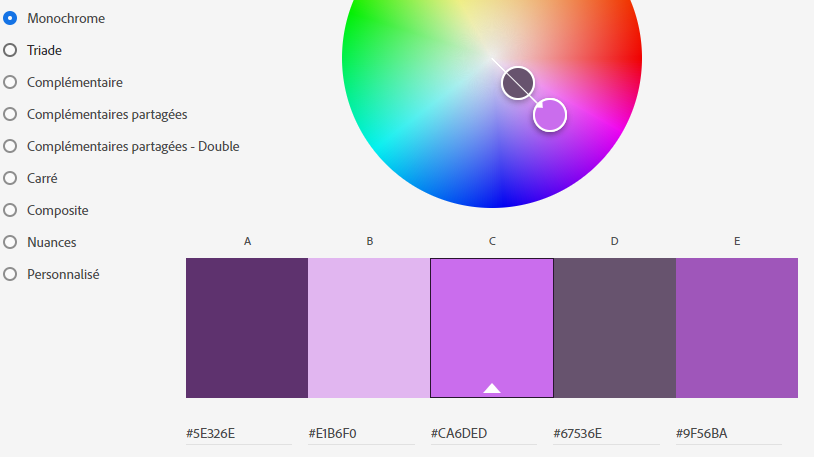 Monochrome
Triade
Complémentaire
Complémentaires partagées
Complémentaires partagées - Double
Carré
Composite
Nuances
Personnalisé
A B C D E
#5E326E #E1B6F0 #CA6DED #67536E #9F56BA